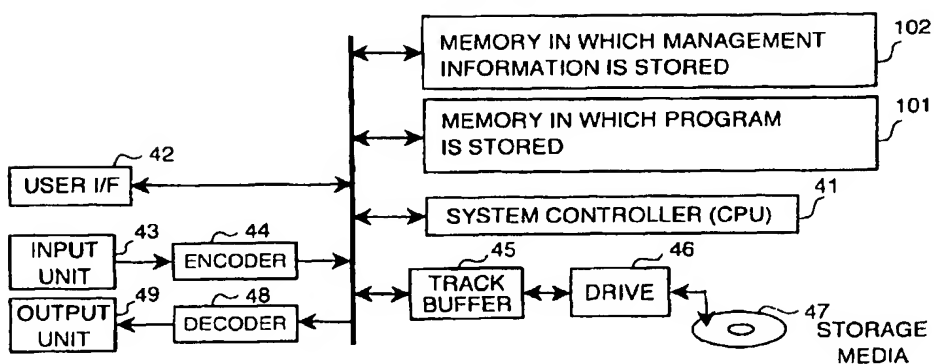 102
MEMORY IN WHICH MANAGEMENT
INFORMATION IS STORED
101
MEMORY IN WHICH PROGRAM
IS STORED
42
USER I/F
41
SYSTEM CONTROLLER (CPU)
43
INPUT
UNIT
44
ENCODER
45
TRACK
BUFFER
46
DRIVE
49
OUTPUT
UNIT
48
DECODER
47
STORAGE
MEDIA